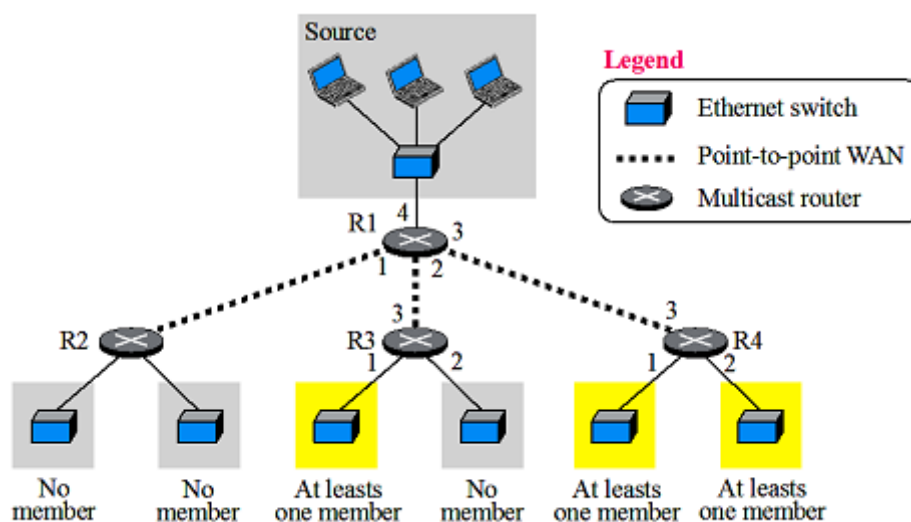 Source
Legend
Ethernet switch
Point-to-point WAN
Multicast router
4
R1
3
1
2
3
3
R2
R3
R4
1
2
1
2
No
member
No
member
At leasts
one member
No
member
At leasts
one member
At leasts
one member